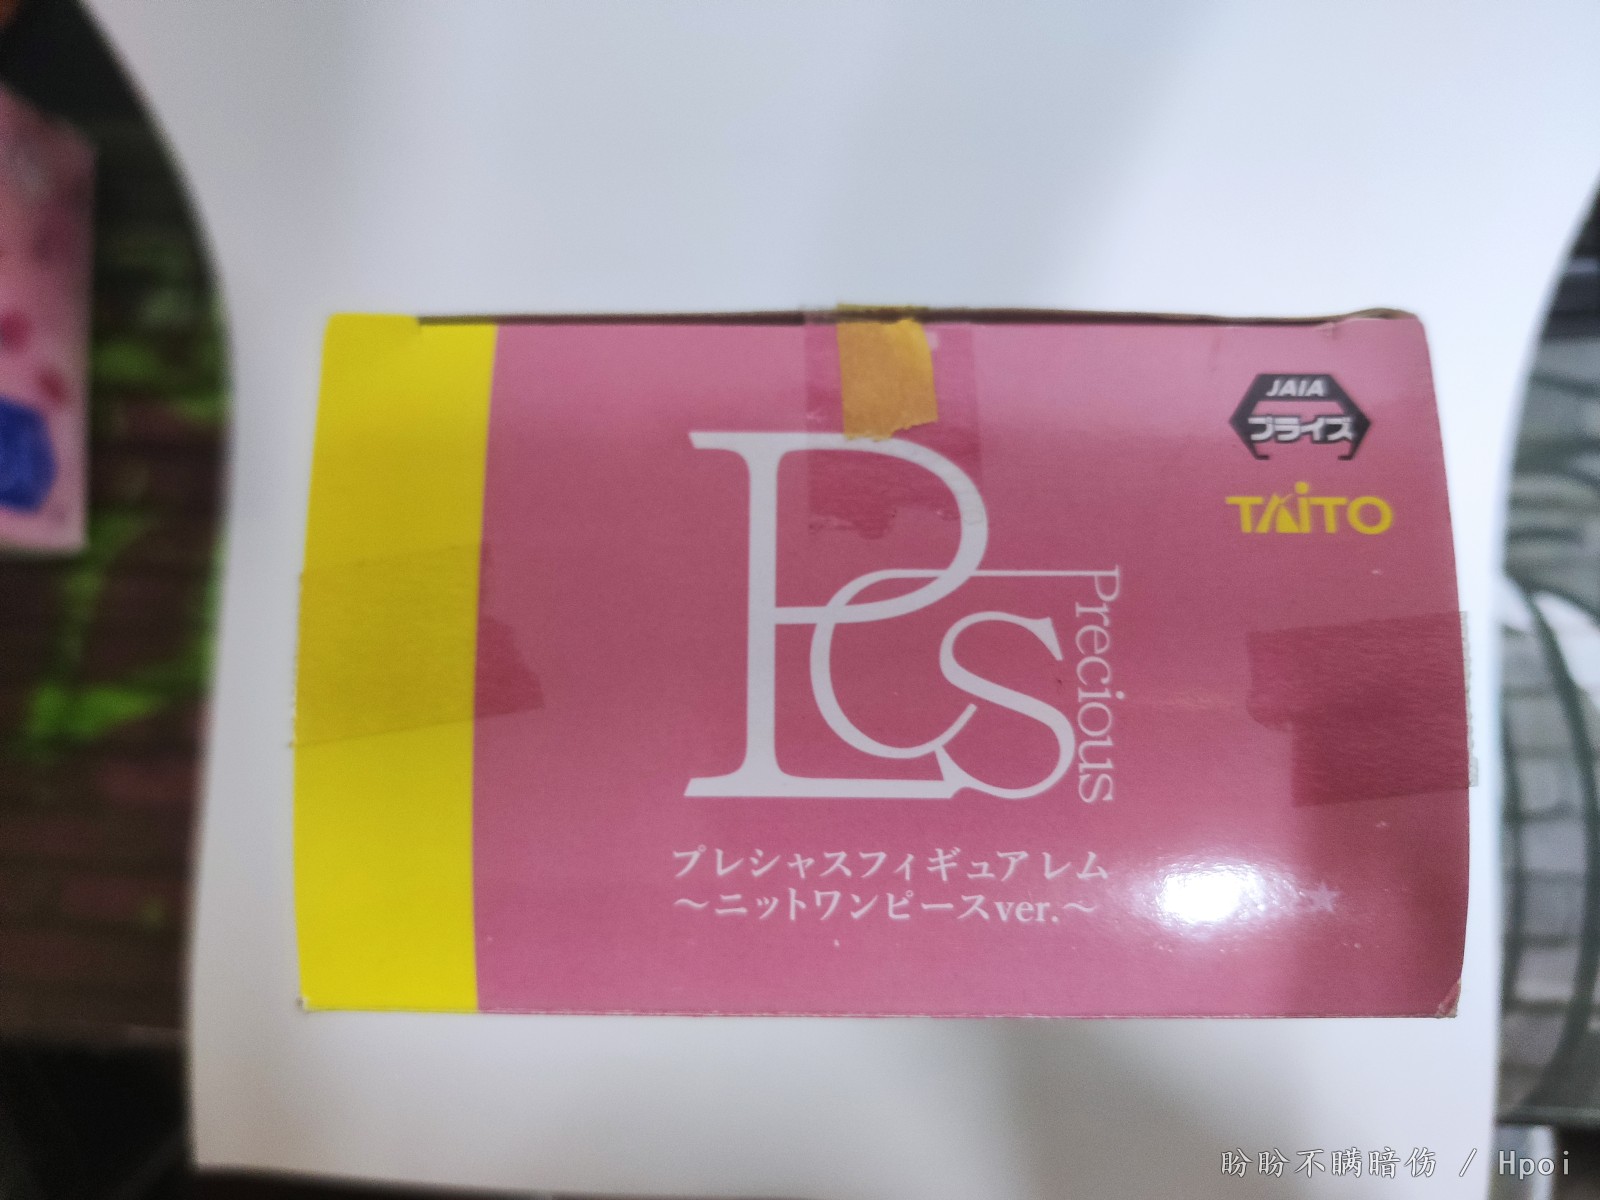 JAIA
プライズ
TAiTO
PCS
Precious
プレシャスフィギュア レム
～ニットワンピースver.～
盼盼不瞒暗伤 / Hpoi